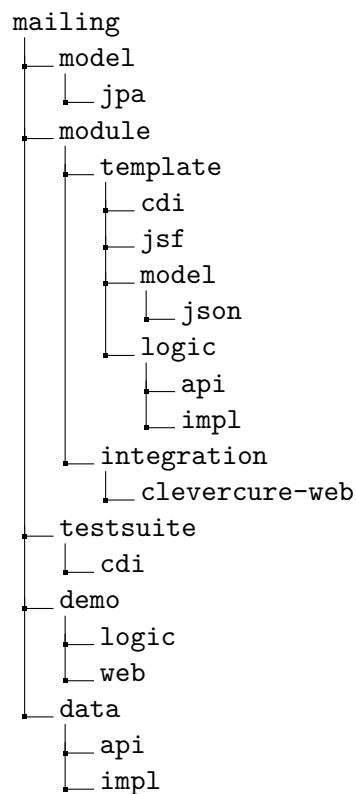 mailing
model
jpa
module
template
cdi
jsf
model
json
logic
api
impl
integration
clevercure-web
testsuite
cdi
demo
logic
web
data
api
impl